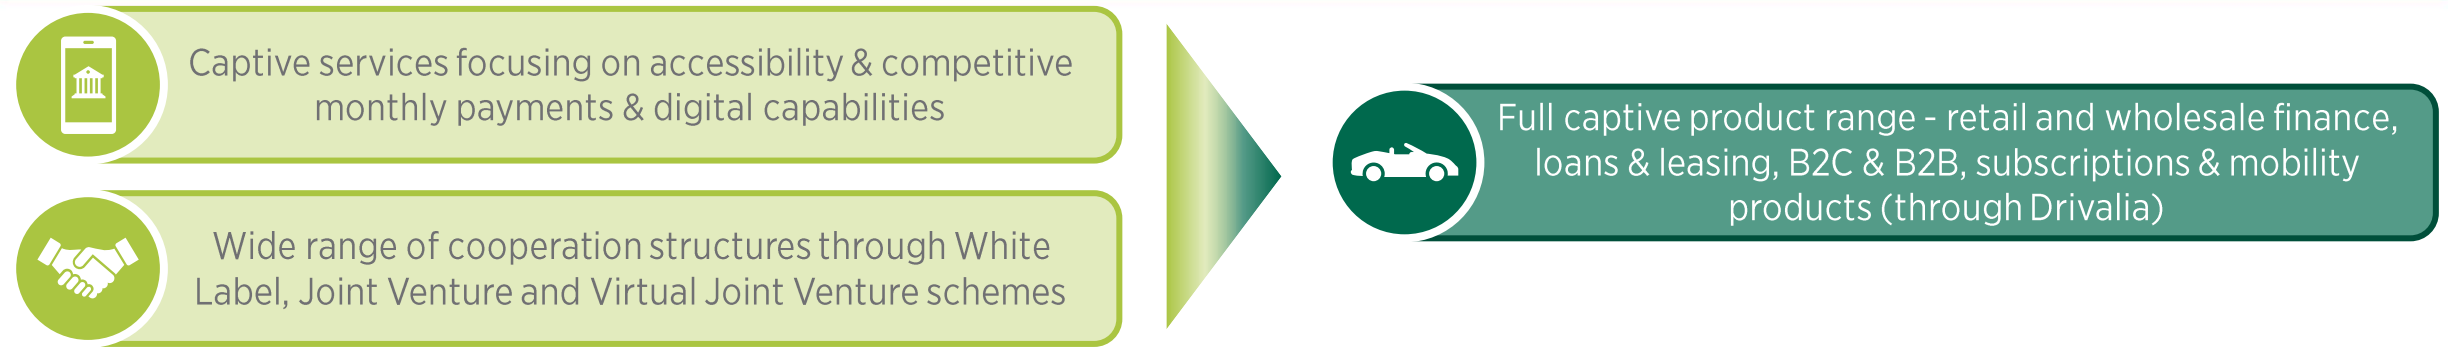 Captive services focusing on accessibility & competitive
monthly payments & digital capabilities
Wide range of cooperation structures through White
Label, Joint Venture and Virtual Joint Venture schemes
Full captive product range - retail and wholesale finance,
loans & leasing, B2C & B2B, subscriptions & mobility
products (through Drivalia)